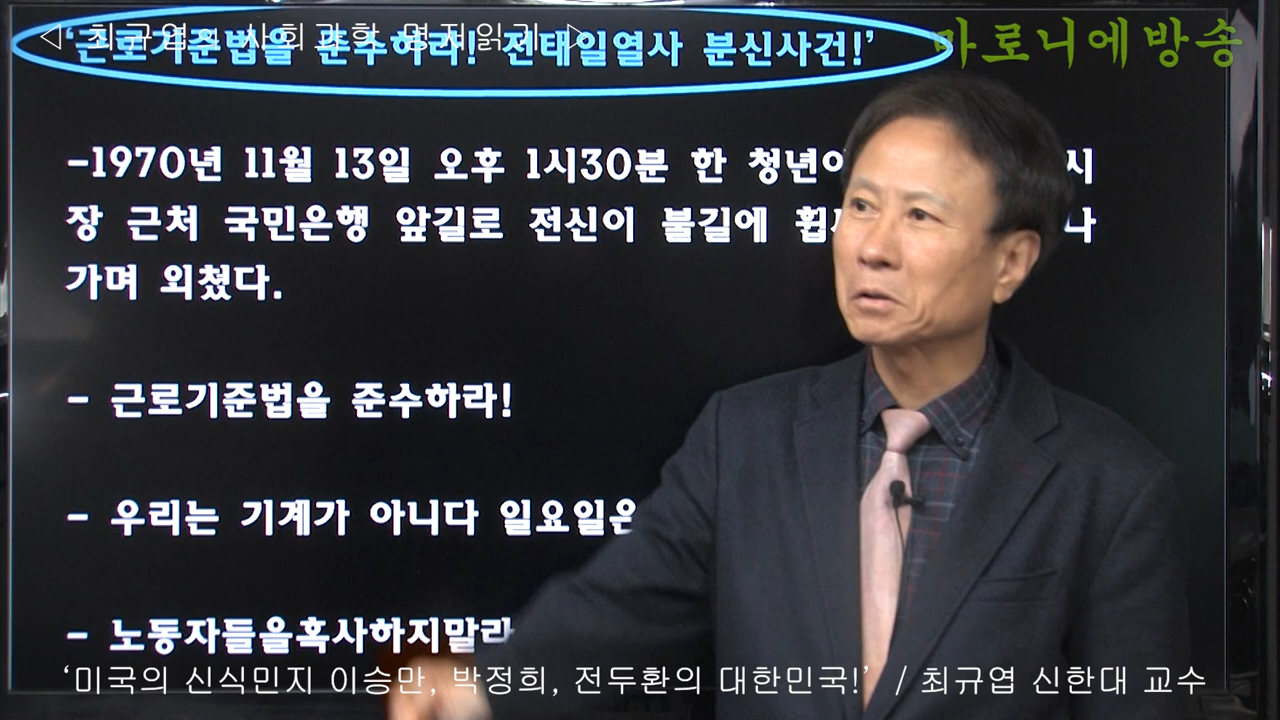 ◁ 최규엽의 사회과학 명저읽기 ▷
‘근로기준법을 준수하라! 전태일열사 분신사건!’
마로니에방송
-1970년 11월 13일 오후 1시30분 한 청년이 시
장 근처 국민은행 앞길로 전신이 불길에 나
가며 외쳤다.
- 근로기준법을 준수하라!
- 우리는 기계가 아니다 일요일은
- 노동자들을혹사하지말라
‘미국의 신식민지 이승만, 박정희, 전두환의 대한민국!’ / 최규엽 신한대 교수